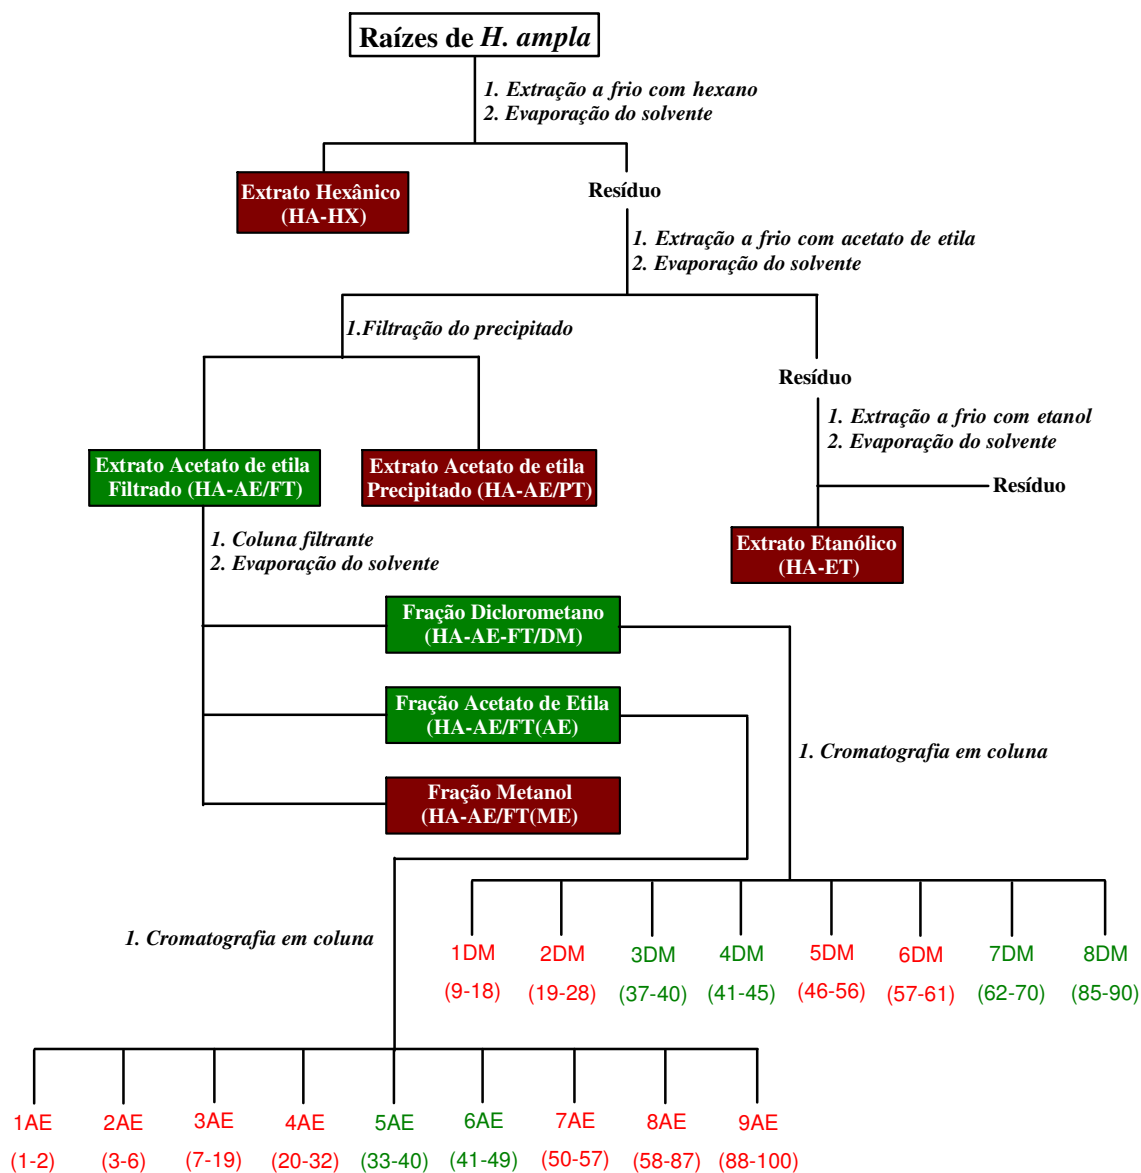 Raízes de H. ampla
1. Extração a frio com hexano
2. Evaporação do solvente
Extrato Hexânico
(HA-HX)
Resíduo
1. Extração a frio com acetato de etila
2. Evaporação do solvente
1.Filtração do precipitado
Resíduo
1. Extração a frio com etanol
2. Evaporação do solvente
Extrato Acetato de etila
Filtrado (HA-AE/FT)
Extrato Acetato de etila
Precipitado (HA-AE/PT)
Resíduo
Extrato Etanólico
(HA-ET)
1. Coluna filtrante
2. Evaporação do solvente
Fração Diclorometano
(HA-AE-FT/DM)
Fração Acetato de Etila
(HA-AE/FT(AE)
1. Cromatografia em coluna
Fração Metanol
(HA-AE/FT(ME)
1. Cromatografia em coluna
1DM 2DM 3DM 4DM 5DM 6DM 7DM 8DM
(9-18) (19-28) (37-40) (41-45) (46-56) (57-61) (62-70) (85-90)
1AE 2AE 3AE 4AE 5AE 6AE 7AE 8AE 9AE
(1-2) (3-6) (7-19) (20-32) (33-40) (41-49) (50-57) (58-87) (88-100)